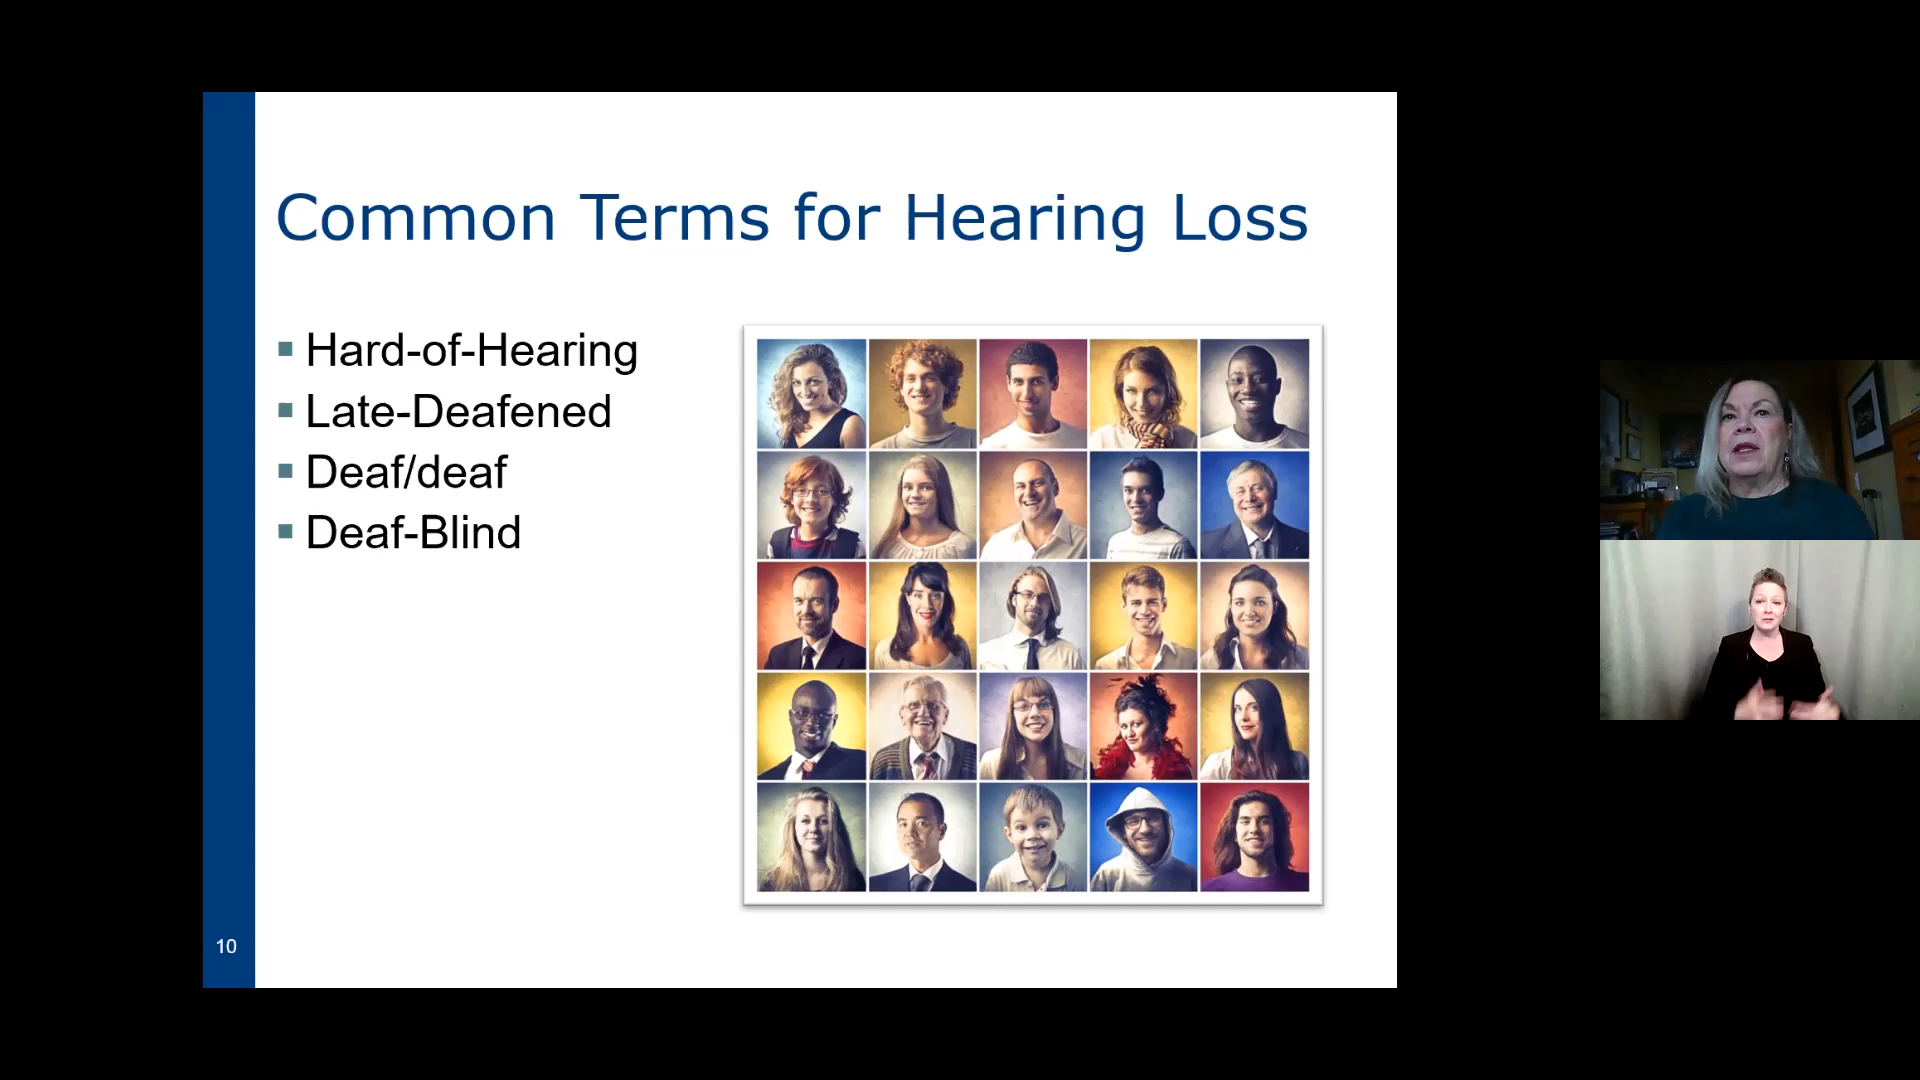 Common Terms for Hearing Loss
Hard-of-Hearing
Late-Deafened
Deaf/deaf
Deaf-Blind
10